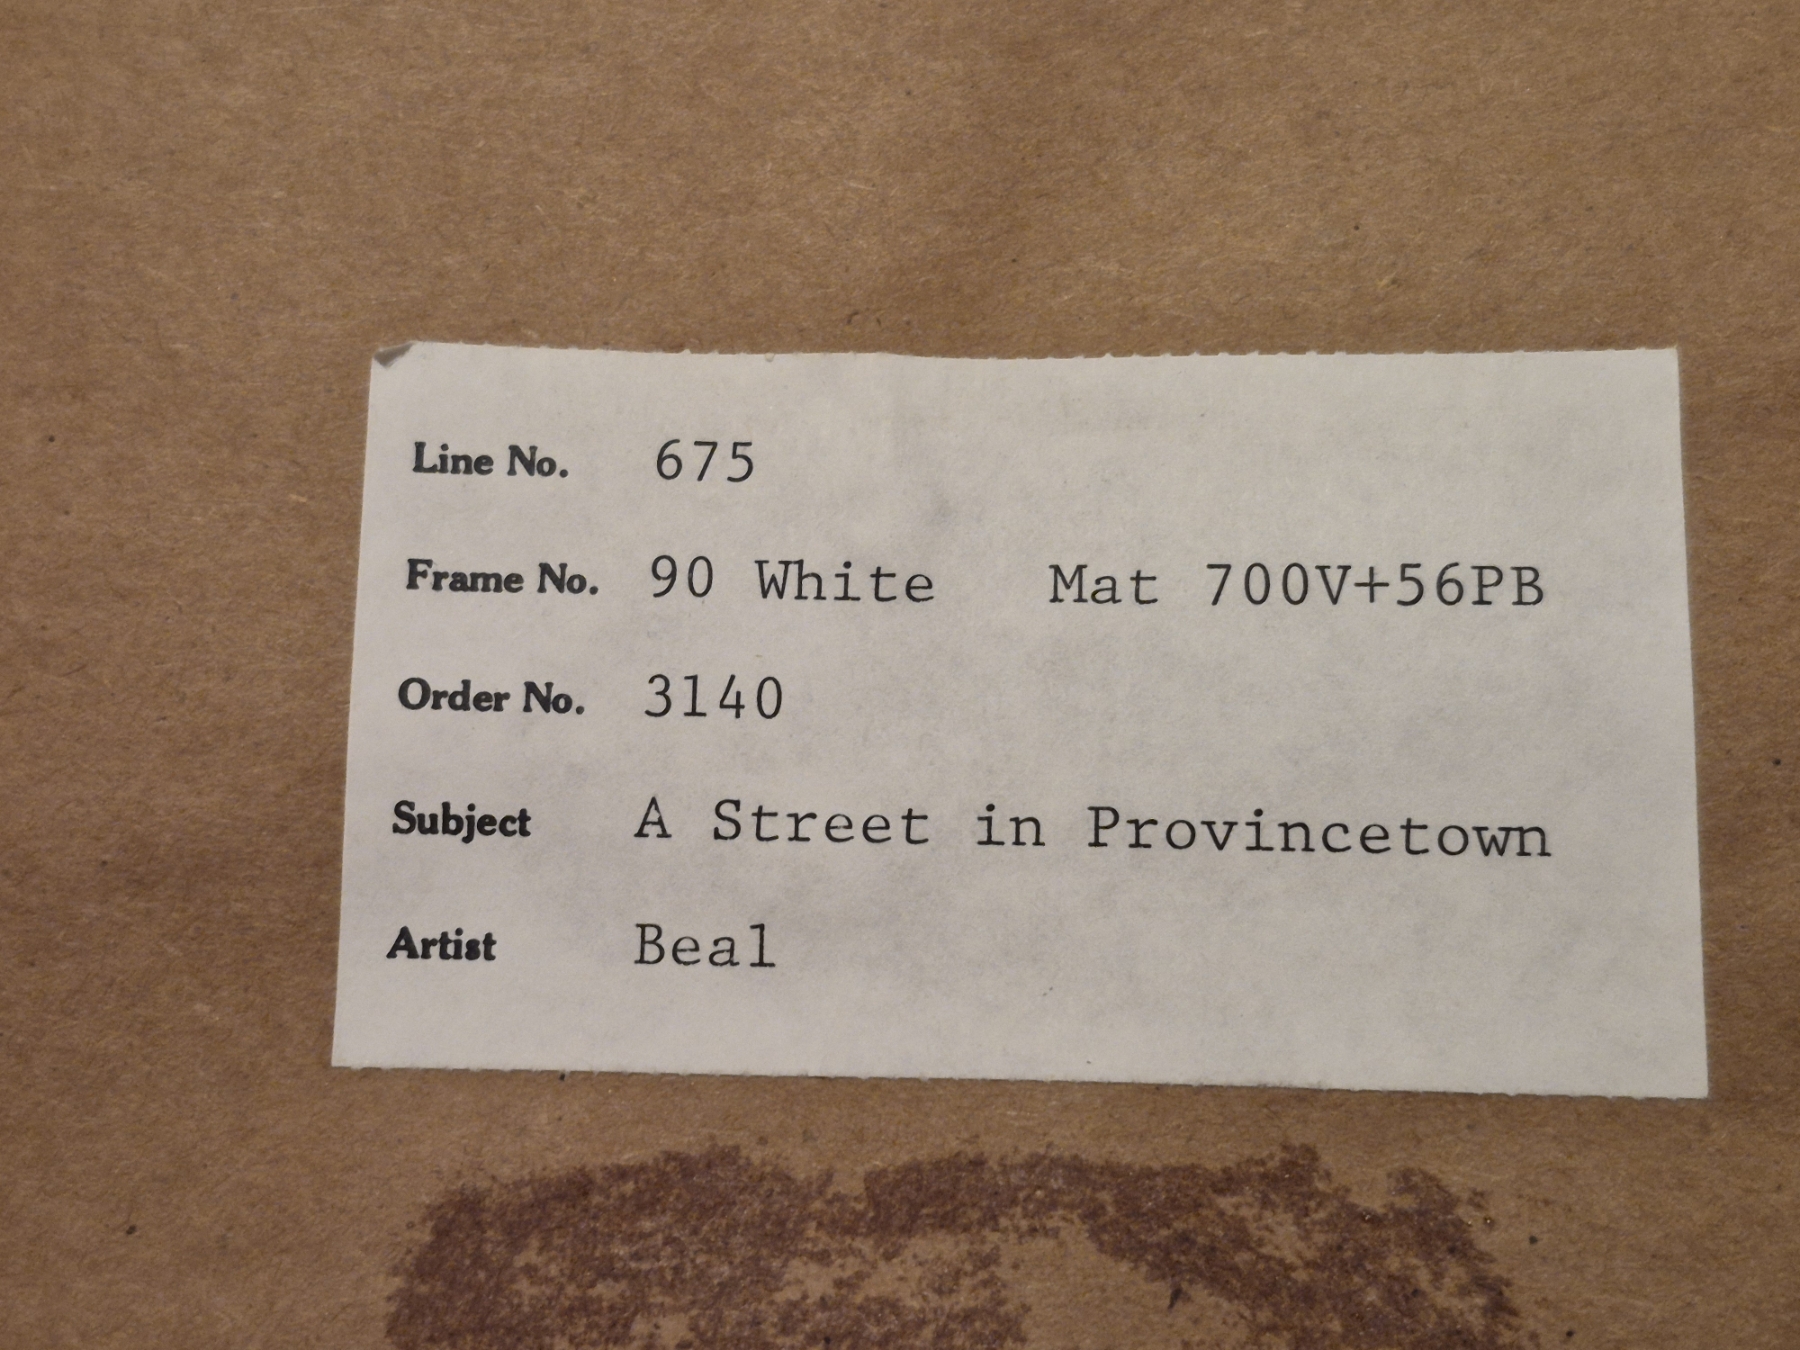 Line No. 675
Frame No. 90 White Mat 700V+56PB
Order No. 3140
Subject A Street in Provincetown
Artist Beal